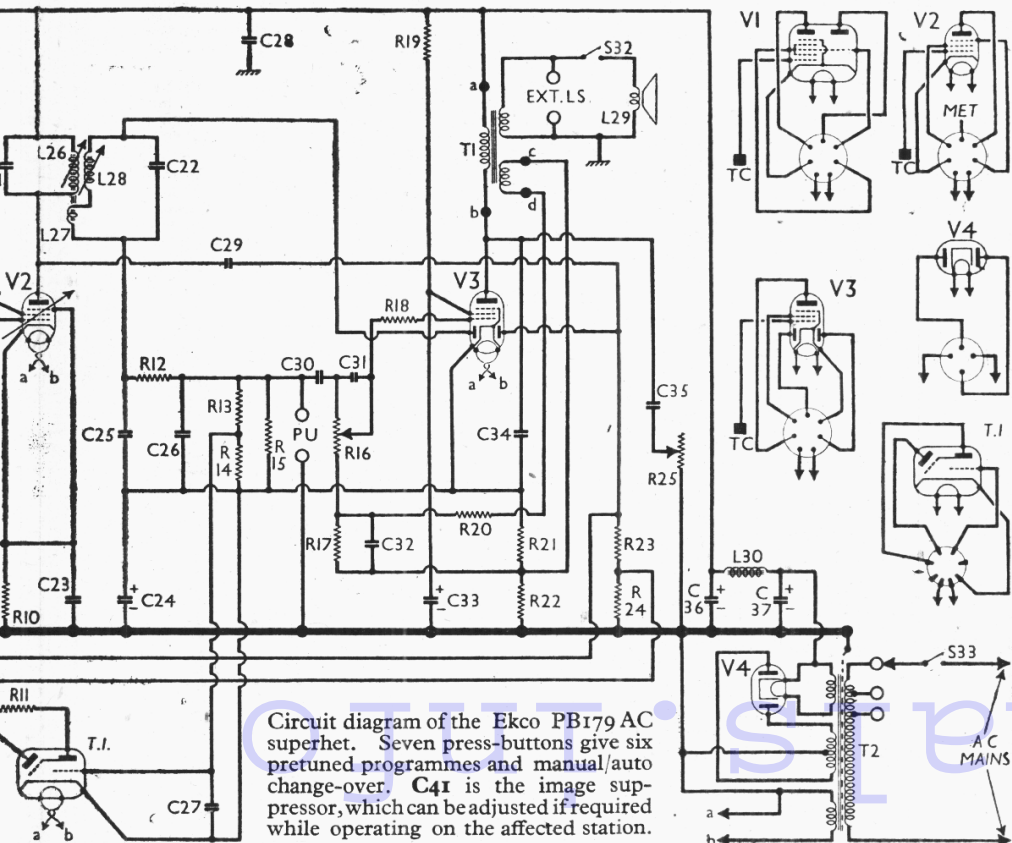 C28
R19
S32
a
EXT. LS
L29
T1
c
d
b
V1
TC
V2
MET
TC
L26
L28
C22
L27
C29
V2
a b
V3
R18
a b
V3
TC
V4
R12
C30
C31
R13
PU
R16
C35
C25
C26
R
14
R
15
C34
R25
T.I
R17
C32
R20
R21
R23
L30
C23
C24
C33
R22
R
24
C
36
C
37
R10
+
–
+
–
+
–
+
–
R11
T.I.
a b
C27
V4
S33
T2
AC
MAINS
a
b
Circuit diagram of the Ekco PB179 AC
superhet. Seven press-buttons give six
pretuned programmes and manual/auto
change-over. C41 is the image sup-
pressor, which can be adjusted if required
while operating on the affected station.